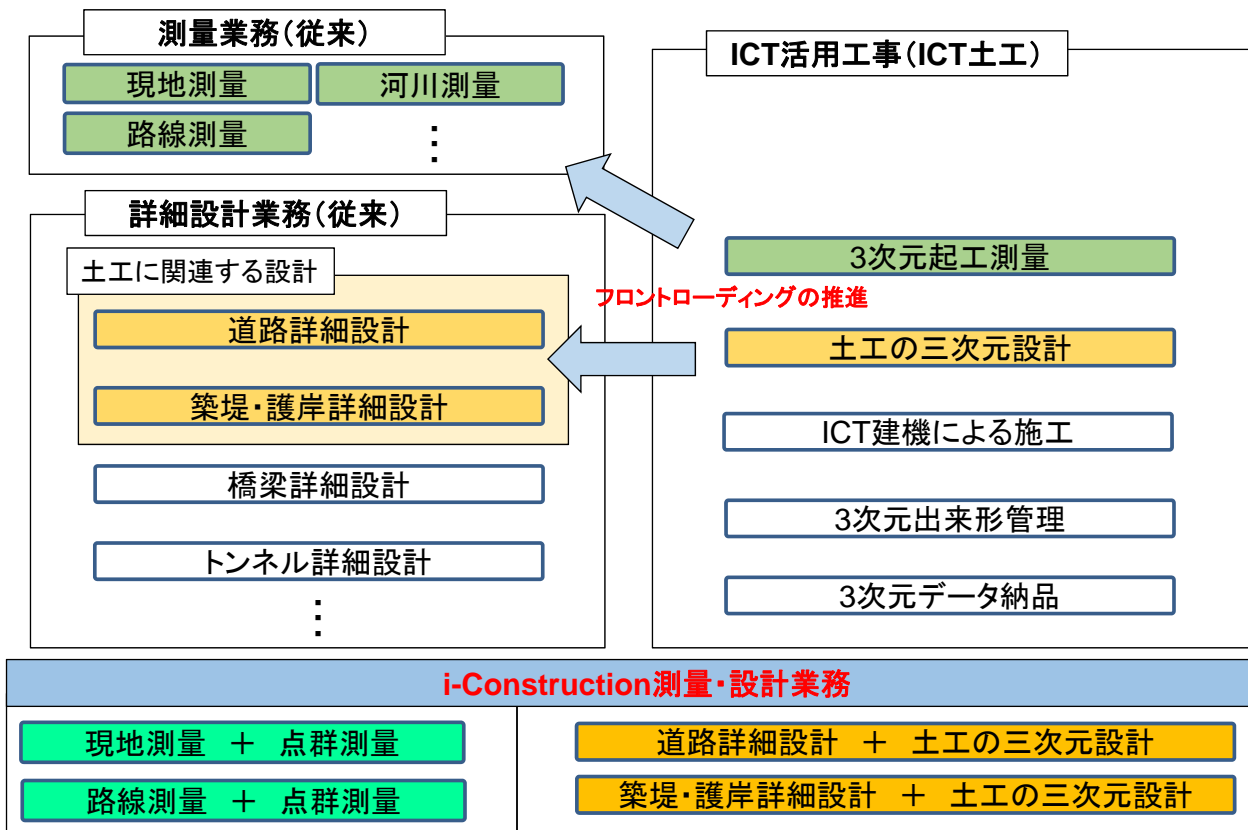 測量業務(従来)
現地測量
河川測量
路線測量
⋮
詳細設計業務(従来)
土工に関連する設計
道路詳細設計
築堤・護岸詳細設計
橋梁詳細設計
トンネル詳細設計
⋮
ICT活用工事(ICT土工)
3次元起工測量
フロントローディングの推進
土工の三次元設計
ICT建機による施工
3次元出来形管理
3次元データ納品
i-Construction測量・設計業務
現地測量 + 点群測量
路線測量 + 点群測量
道路詳細設計 + 土工の三次元設計
築堤・護岸詳細設計 + 土工の三次元設計